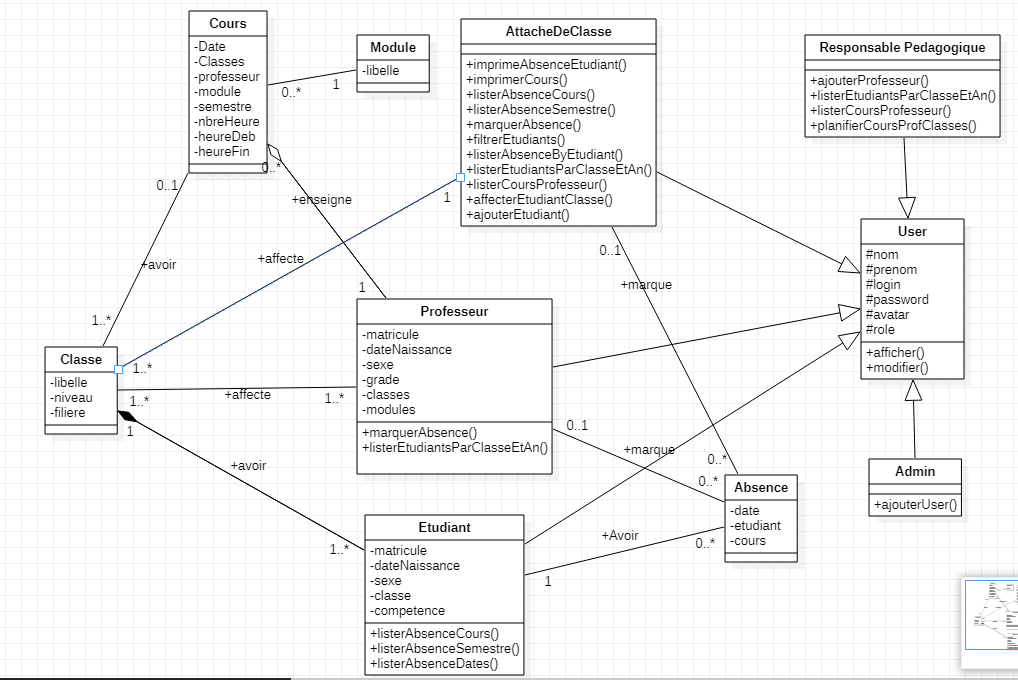 Cours
-Date
-Classes
-professeur
-module
-semestre
-nbreHeure
-heureDeb
-heureFin
Module
-libelle
0..*
1
AttacheDeClasse
+imprimeAbsenceEtudiant()
+imprimerCours()
+listerAbsenceCours()
+listerAbsenceSemestre()
+marquerAbsence()
+filtrerEtudiants()
+listerAbsenceByEtudiant()
+listerEtudiantsParClasseEtAn()
+listerCoursProfesseur()
+affecterEtudiantClasse()
+ajouterEtudiant()
Responsable Pedagogique
+ajouterProfesseur()
+listerEtudiantsParClasseEtAn()
+listerCoursProfesseur()
+planifierCoursProfClasses()
0..1
+avoir
1..*
0..*
+enseigne
1
1
+affecte
1..*
0..1
+marque
0..*
User
#nom
#prenom
#login
#password
#avatar
#role
+afficher()
+modifier()
Classe
-libelle
-niveau
-filiere
1..*
+affecte
1..*
Professeur
-matricule
-dateNaissance
-sexe
-grade
-classes
-modules
+marquerAbsence()
+listerEtudiantsParClasseEtAn()
0..1
+marque
0..*
1
+avoir
1..*
Absence
-date
-etudiant
-cours
Admin
+ajouterUser()
Etudiant
-matricule
-dateNaissance
-sexe
-classe
-competence
+listerAbsenceCours()
+listerAbsenceSemestre()
+listerAbsenceDates()
1
+Avoir
0..*